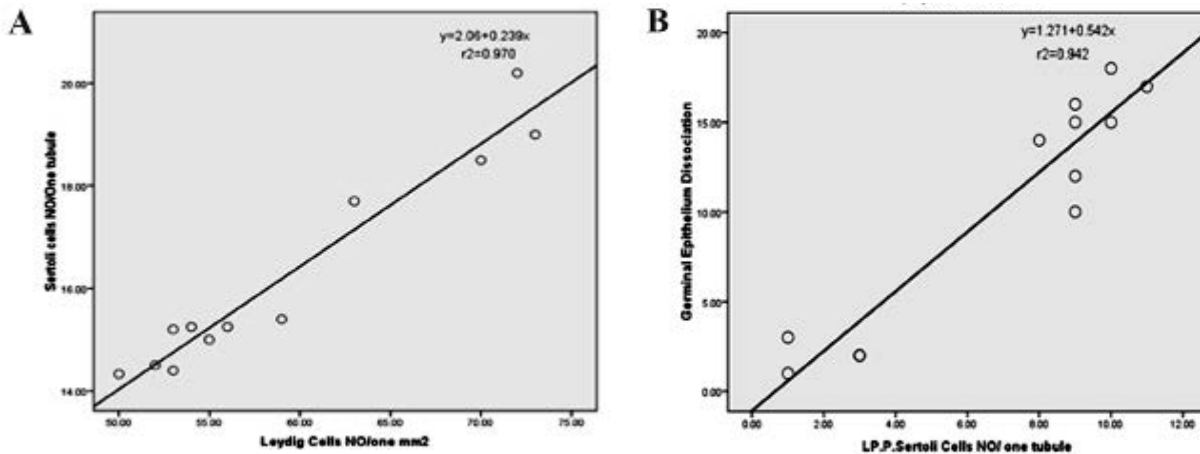 A
y=2.06+0.239x
r2=0.970
20.00
18.00
16.00
14.00
Sertoli cells NO/One tubule
50.00 55.00 60.00 65.00 70.00 75.00
Leydig Cells NO/one mm2
B
y=1.271+0.542x
r2=0.942
20.00
15.00
10.00
5.00
0.00
Germinal Epithelium Dissociation
0.00 2.00 4.00 6.00 8.00 10.00 12.00
LP.P.Sertoli Cells NO/ one tubule